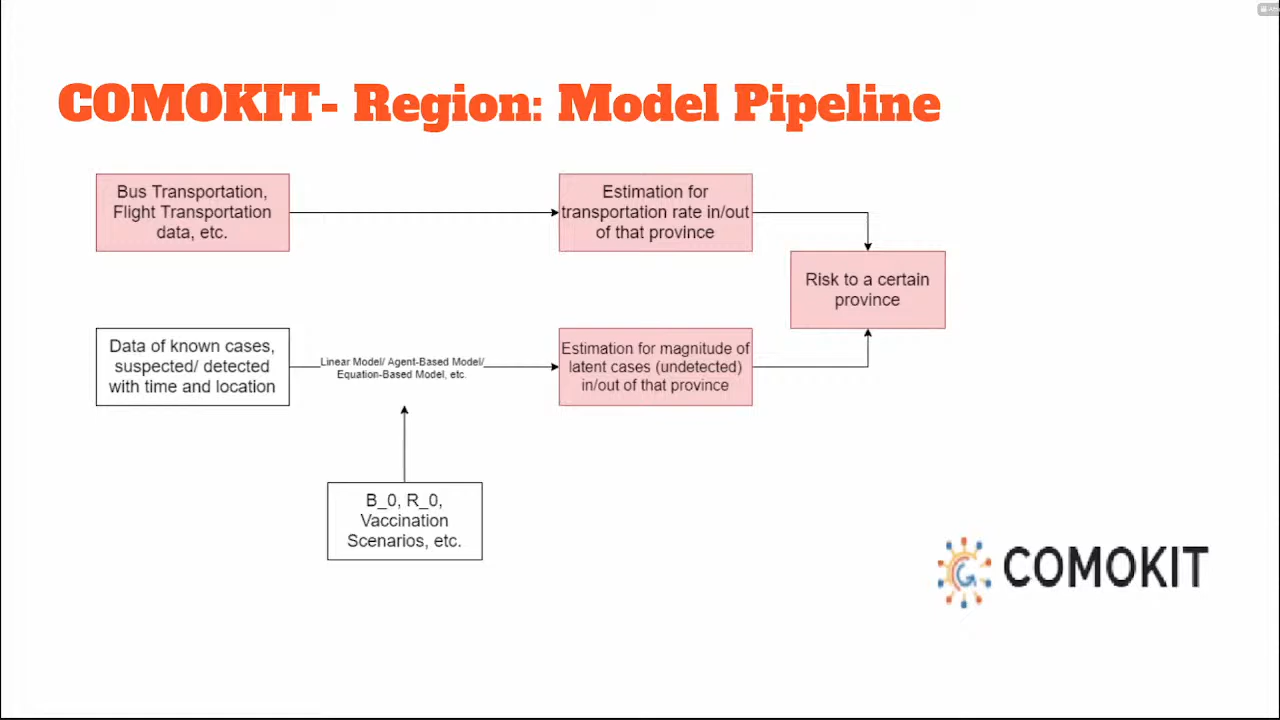 COMOKIT- Region: Model Pipeline
Bus Transportation,
Flight Transportation
data, etc.
Estimation for
transportation rate in/out
of that province
Risk to a certain
province
Data of known cases,
suspected/ detected
with time and location
Linear Model/ Agent-Based Model/
Equation-Based Model, etc.
Estimation for magnitude of
latent cases (undetected)
in/out of that province
B_0, R_0,
Vaccination
Scenarios, etc.
COMOKIT